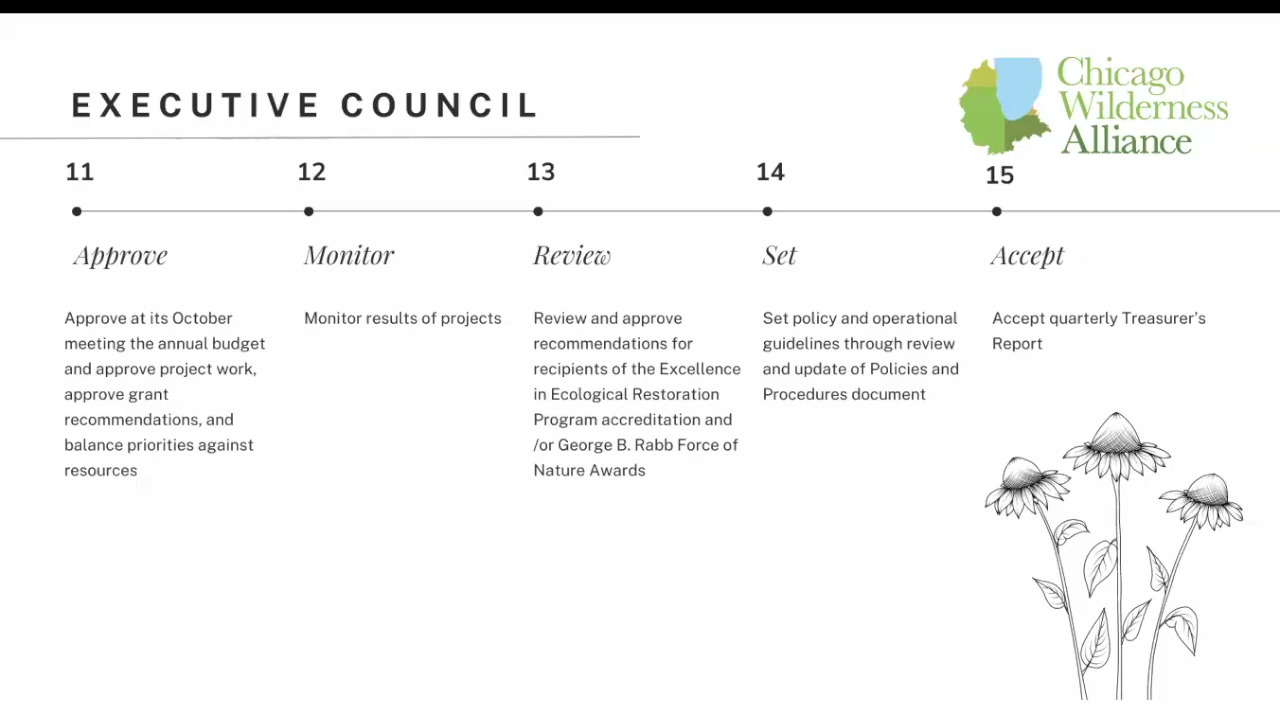 EXECUTIVE COUNCIL
Chicago
Wilderness
Alliance
11
Approve
Approve at its October
meeting the annual budget
and approve project work,
approve grant
recommendations, and
balance priorities against
resources
12
Monitor
Monitor results of projects
13
Review
Review and approve
recommendations for
recipients of the Excellence
in Ecological Restoration
Program accreditation and
/or George B. Rabb Force of
Nature Awards
14
Set
Set policy and operational
guidelines through review
and update of Policies and
Procedures document
15
Accept
Accept quarterly Treasurer’s
Report